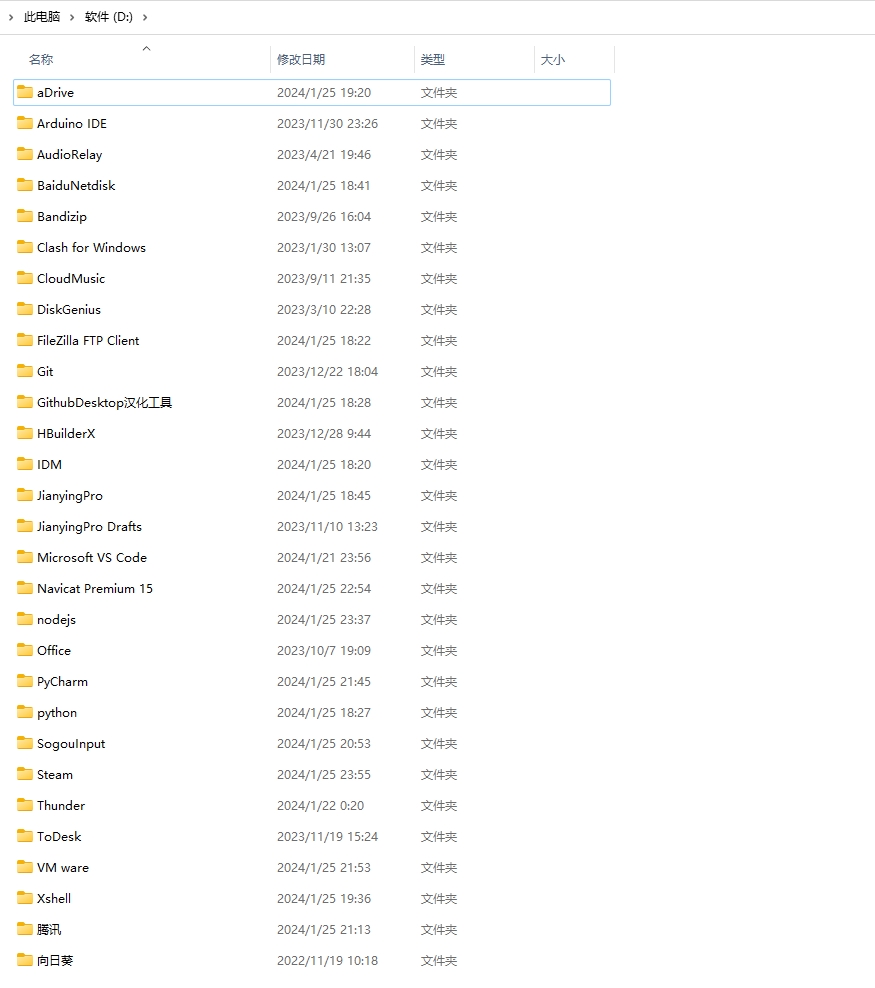 此电脑 > 软件 (D:) >
名称 修改日期 类型 大小
aDrive 2024/1/25 19:20 文件夹
Arduino IDE 2023/11/30 23:26 文件夹
AudioRelay 2023/4/21 19:46 文件夹
BaiduNetdisk 2024/1/25 18:41 文件夹
Bandizip 2023/9/26 16:04 文件夹
Clash for Windows 2023/1/30 13:07 文件夹
CloudMusic 2023/9/11 21:35 文件夹
DiskGenius 2023/3/10 22:28 文件夹
FileZilla FTP Client 2024/1/25 18:22 文件夹
Git 2023/12/22 18:04 文件夹
GithubDesktop汉化工具 2024/1/25 18:28 文件夹
HBuilderX 2023/12/28 9:44 文件夹
IDM 2024/1/25 18:20 文件夹
JianyingPro 2024/1/25 18:45 文件夹
JianyingPro Drafts 2023/11/10 13:23 文件夹
Microsoft VS Code 2024/1/21 23:56 文件夹
Navicat Premium 15 2024/1/25 22:54 文件夹
nodejs 2024/1/25 23:37 文件夹
Office 2023/10/7 19:09 文件夹
PyCharm 2024/1/25 21:45 文件夹
python 2024/1/25 18:27 文件夹
SogouInput 2024/1/25 20:53 文件夹
Steam 2024/1/25 23:55 文件夹
Thunder 2024/1/22 0:20 文件夹
ToDesk 2023/11/19 15:24 文件夹
VM ware 2024/1/25 21:53 文件夹
Xshell 2024/1/25 19:36 文件夹
腾讯 2024/1/25 21:13 文件夹
向日葵 2022/11/19 10:18 文件夹